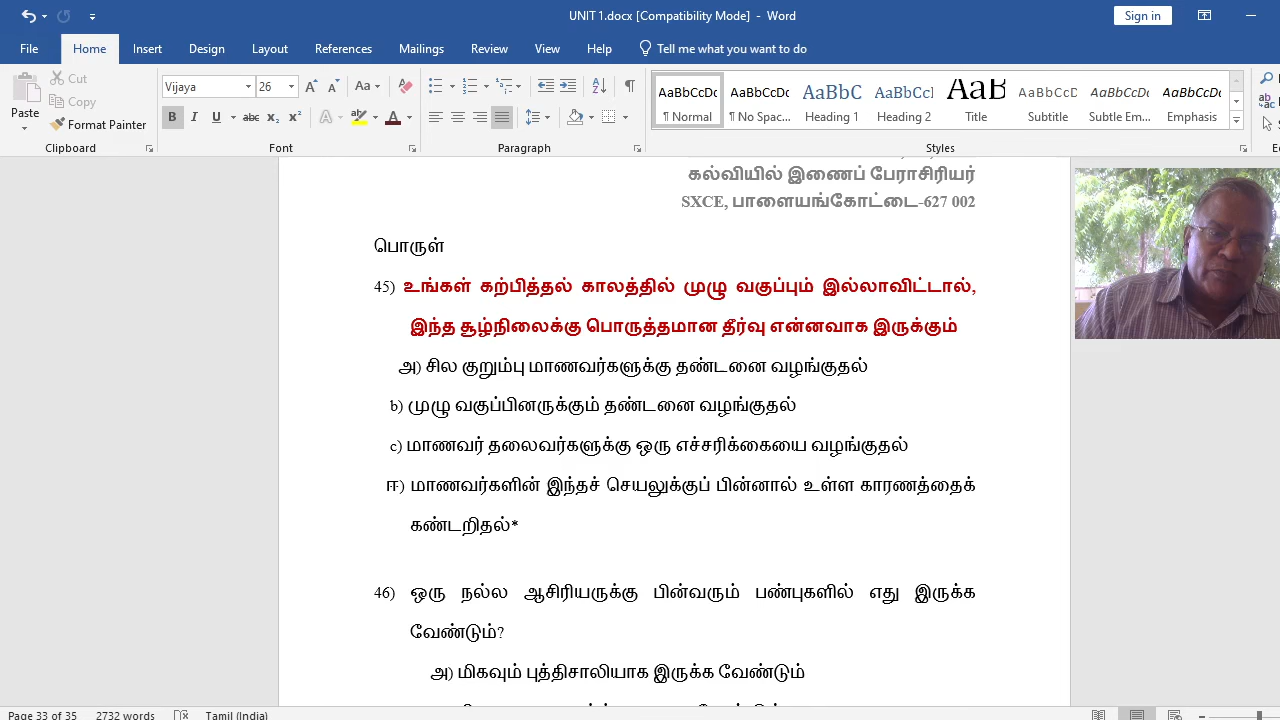 UNIT 1.docx [Compatibility Mode] - Word
Sign in
File Home Insert Design Layout References Mailings Review View Help Tell me what you want to do
Vijaya 26
Cut
Copy
Paste
Format Painter
AaBbCcDc AaBbCcDc AaBbC AaBbCcI AaB AaBbCcD AaBbCcDt AaBbCcDt
¶ Normal ¶ No Spac... Heading 1 Heading 2 Title Subtitle Subtle Em... Emphasis
Clipboard Font Paragraph Styles
கல்வியில் இணைப் பேராசிரியர்
SXCE, பாளையங்கோட்டை-627 002
பொருள்
45) உங்கள் கற்பித்தல் காலத்தில் முழு வகுப்பும் இல்லாவிட்டால்,
இந்த சூழ்நிலைக்கு பொருத்தமான தீர்வு என்னவாக இருக்கும்
அ) சில குறும்பு மாணவர்களுக்கு தண்டனை வழங்குதல்
b) முழு வகுப்பினருக்கும் தண்டனை வழங்குதல்
c) மாணவர் தலைவர்களுக்கு ஒரு எச்சரிக்கையை வழங்குதல்
ஈ) மாணவர்களின் இந்தச் செயலுக்குப் பின்னால் உள்ள காரணத்தைக்
கண்டறிதல்*
46) ஒரு நல்ல ஆசிரியருக்கு பின்வரும் பண்புகளில் எது இருக்க
வேண்டும்?
அ) மிகவும் புத்திசாலியாக இருக்க வேண்டும்
Page 33 of 35 2732 words Tamil (India)